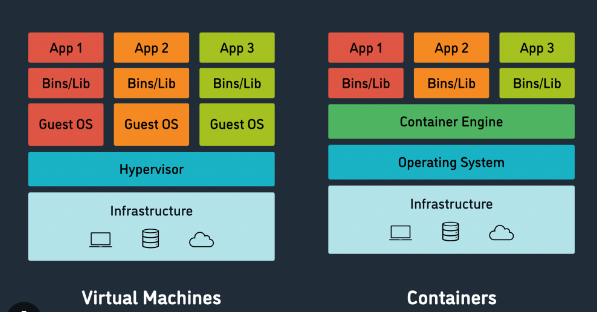 App 1
App 2
App 3
Bins/Lib
Bins/Lib
Bins/Lib
Guest OS
Guest OS
Guest OS
Hypervisor
Infrastructure
Virtual Machines
App 1
App 2
App 3
Bins/Lib
Bins/Lib
Bins/Lib
Container Engine
Operating System
Infrastructure
Containers